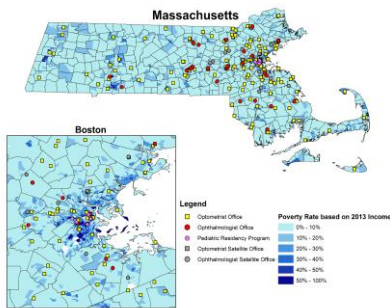 Massachusetts
Boston
Legend
Optometrist Office
Ophthalmologist Office
Pediatric Residency Program
Optometrist Satellite Office
Ophthalmologist Satellite Office
Poverty Rate based on 2013 Income
0% - 10%
10% - 20%
20% - 30%
30% - 40%
40% - 50%
50% - 100%